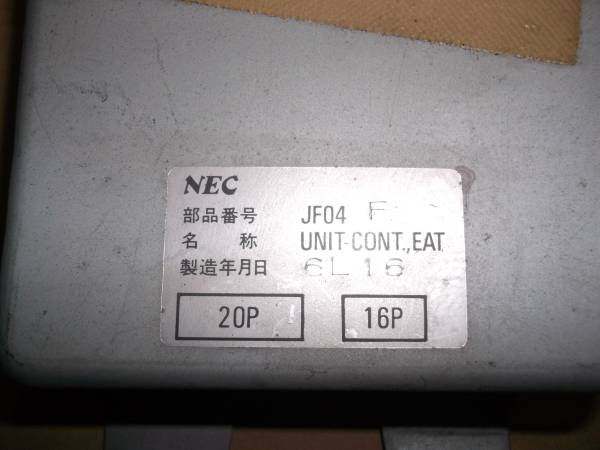 NEC
部品番号 JF04 F
名 称 UNIT-CONT.,EAT
製造年月日 6L16
20P 16P